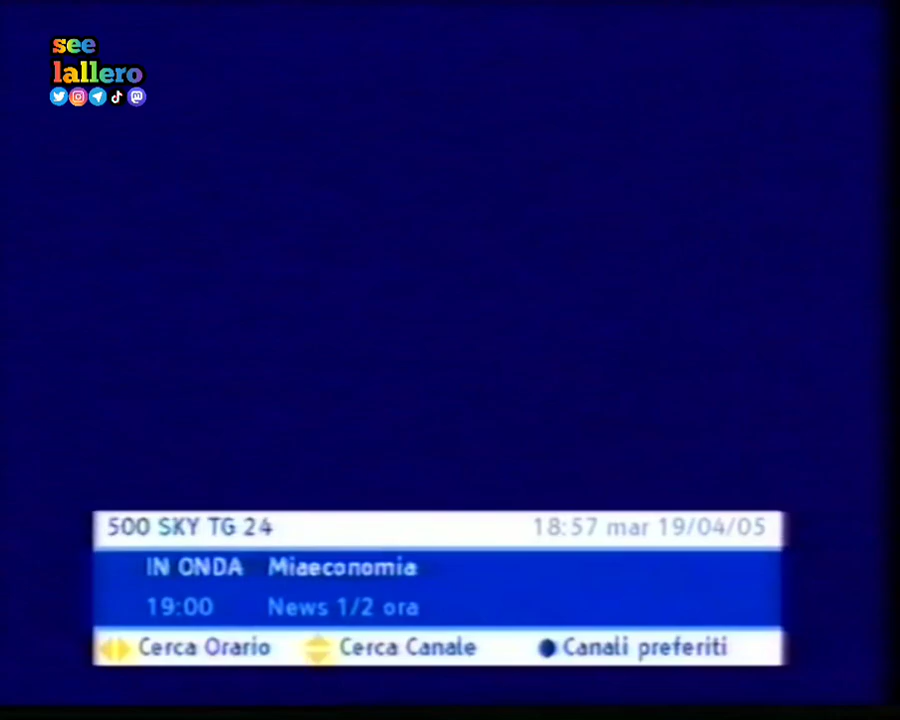 see
lallero
500 SKY TG 24 18:57 mar 19/04/05
IN ONDA Miaeconomia
19:00 News 1/2 ora
Cerca Orario Cerca Canale Canali preferiti